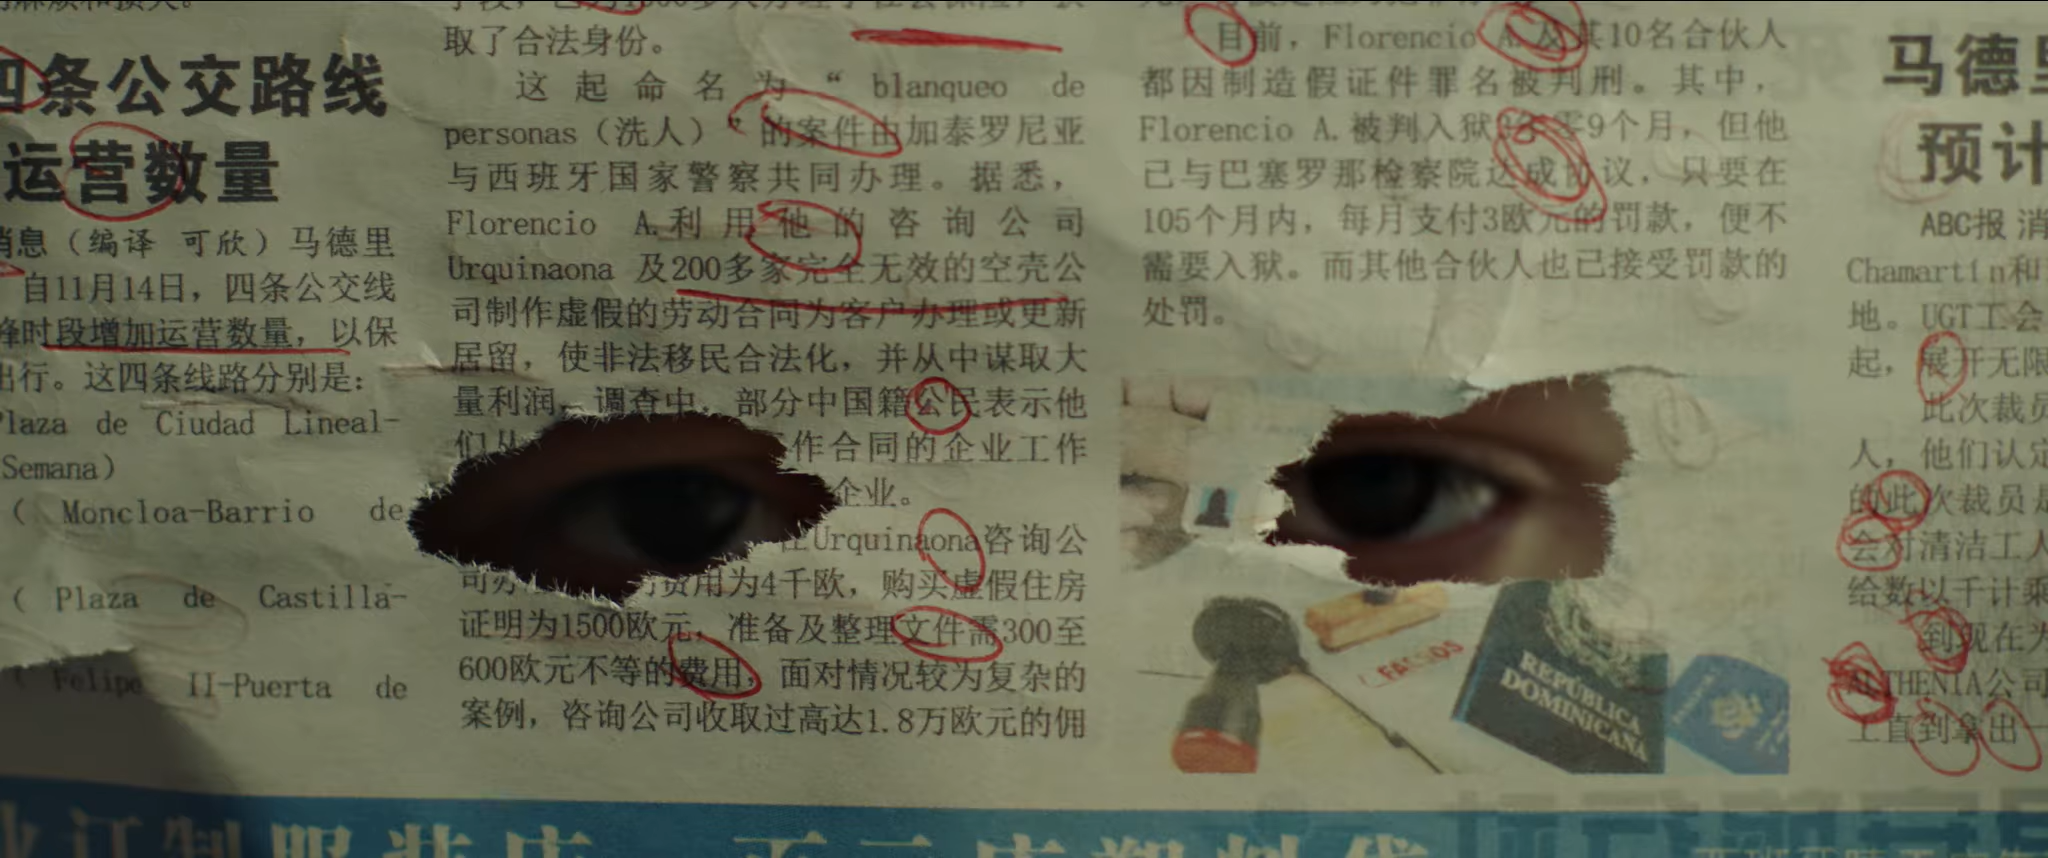 四条公交路线
运营数量
消息（编译 可欣）马德里
自11月14日，四条公交线
峰时段增加运营数量，以保
出行。这四条线路分别是：
Plaza de Ciudad Lineal-
Semana）
（ Moncloa-Barrio de
（ Plaza de Castilla-
（ Felipe II-Puerta de
取了合法身份。
这起命名为“ blanqueo de
personas（洗人）”的案件由加泰罗尼亚
与西班牙国家警察共同办理。据悉，
Florencio A.利用他的咨询公司
Urquinaona 及200多家完全无效的空壳公
司制作虚假的劳动合同为客户办理或更新
居留，使非法移民合法化，并从中谋取大
量利润。调查中，部分中国籍公民表示他
们从
作合同的企业工作
企业。
在Urquinaona咨询公
费用为4千欧，购买虚假住房
证明为1500欧元，准备及整理文件需300至
600欧元不等的费用，面对情况较为复杂的
案例，咨询公司收取过高达1.8万欧元的佣
目前，Florencio A.及其10名合伙人
都因制造假证件罪名被判刑。其中，
Florencio A.被判入狱 零9个月，但他
已与巴塞罗那检察院达成协议，只要在
105个月内，每月支付3欧元的罚款，便不
需要入狱。而其他合伙人也已接受罚款的
处罚。
REPÚBLICA
DOMINICANA
马德里
预计
ABC报 消
Chamartín和
地。UGT工会
起，展开无限
此次裁员
人，他们认定
的此次裁员是
会对清洁工人
给数以千计乘
到现在为
ALTHENIA公司
上直到拿出一